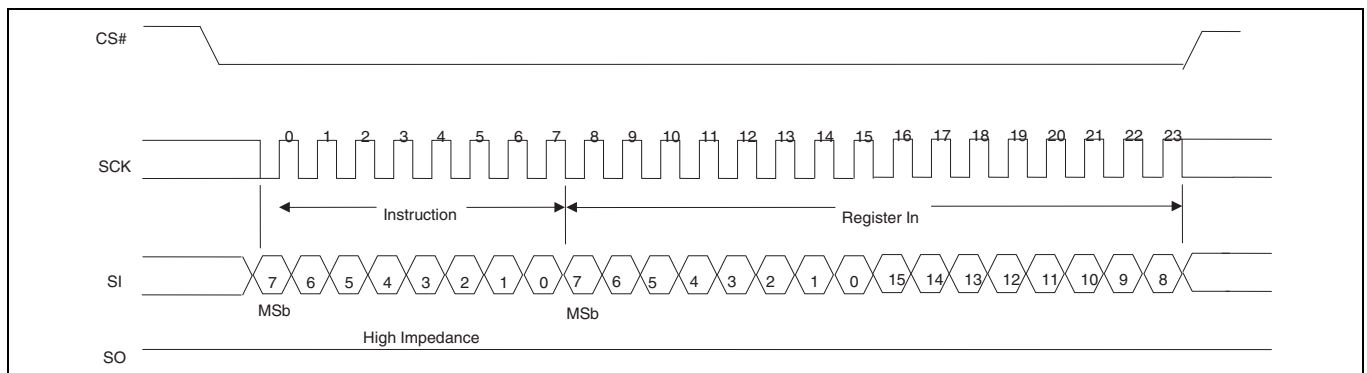 CS#
0 1 2 3 4 5 6 7 8 9 10 11 12 13 14 15 16 17 18 19 20 21 22 23
SCK
Instruction
Register In
SI
7 6 5 4 3 2 1 0 7 6 5 4 3 2 1 0 15 14 13 12 11 10 9 8
MSb MSb
High Impedance
SO